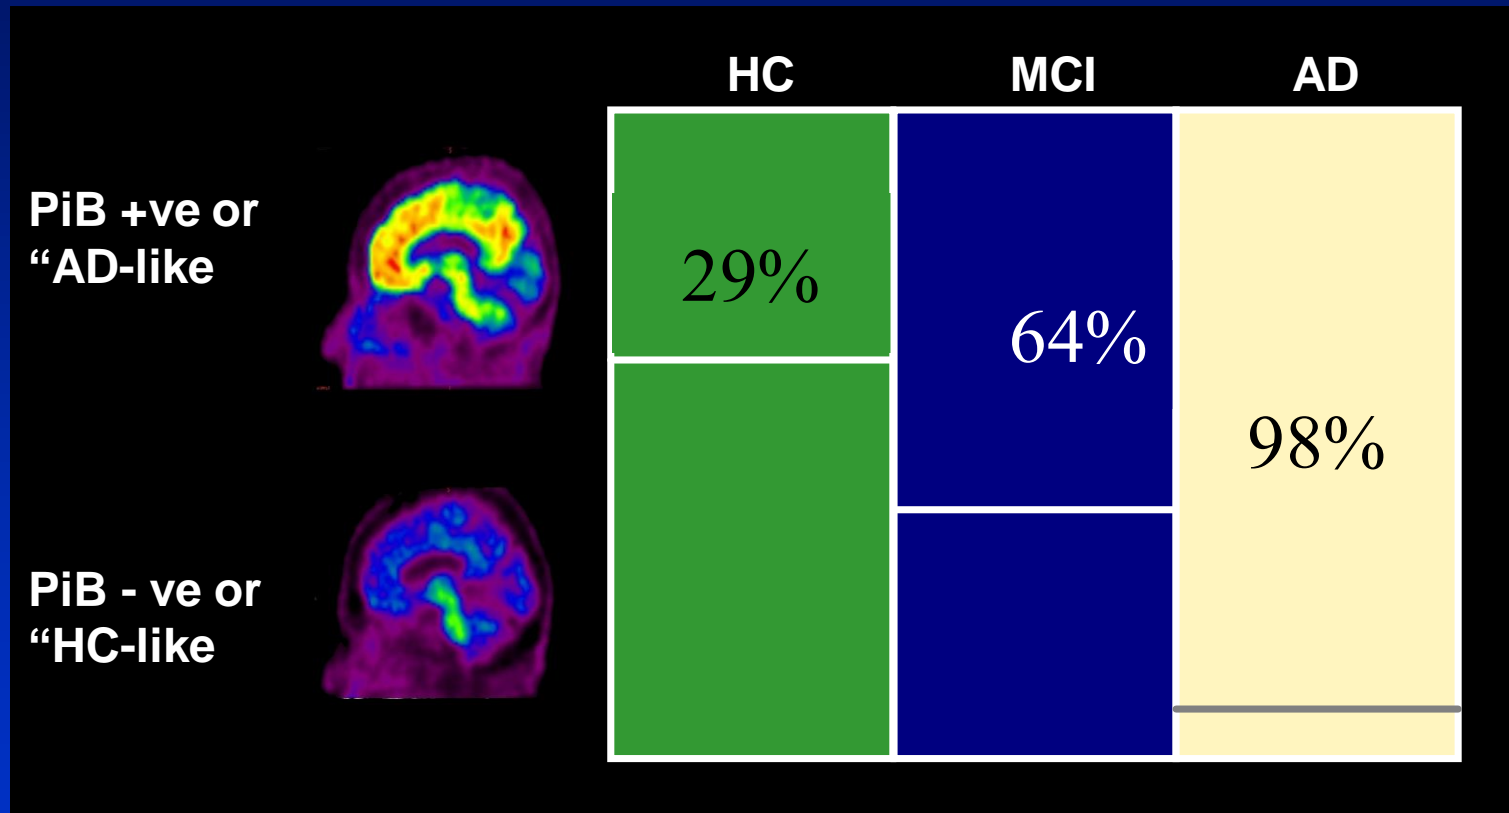 HC MCI AD
PiB +ve or
“AD-like
29%
64%
98%
PiB - ve or
“HC-like